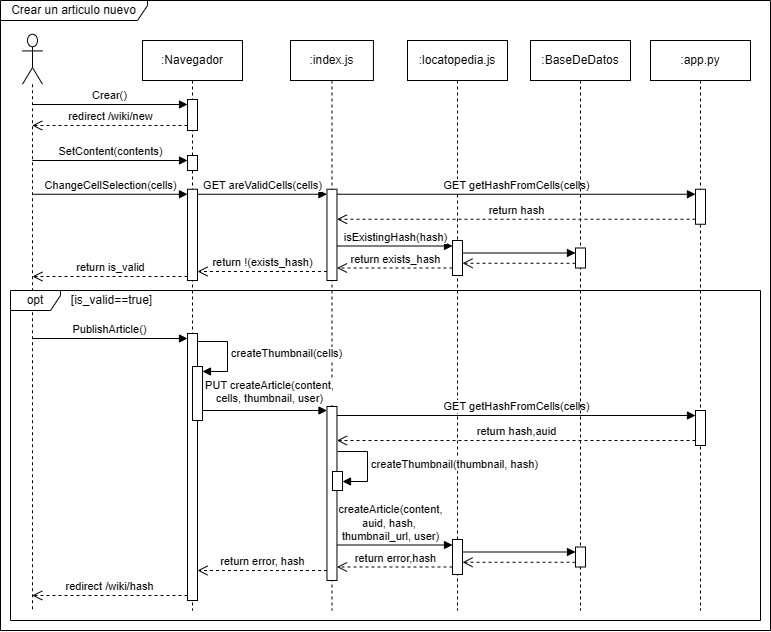 Crear un articulo nuevo
:Navegador
:index.js
:locatopedia.js
:BaseDeDatos
:app.py
Crear()
redirect /wiki/new
SetContent(contents)
ChangeCellSelection(cells)
GET areValidCells(cells)
GET getHashFromCells(cells)
return hash
isExistingHash(hash)
return exists_hash
return !(exists_hash)
return is_valid
opt
[is_valid==true]
PublishArticle()
createThumbnail(cells)
PUT createArticle(content,
cells, thumbnail, user)
GET getHashFromCells(cells)
return hash,auid
createThumbnail(thumbnail, hash)
createArticle(content,
auid, hash,
thumbnail_url, user)
return error,hash
return error, hash
redirect /wiki/hash